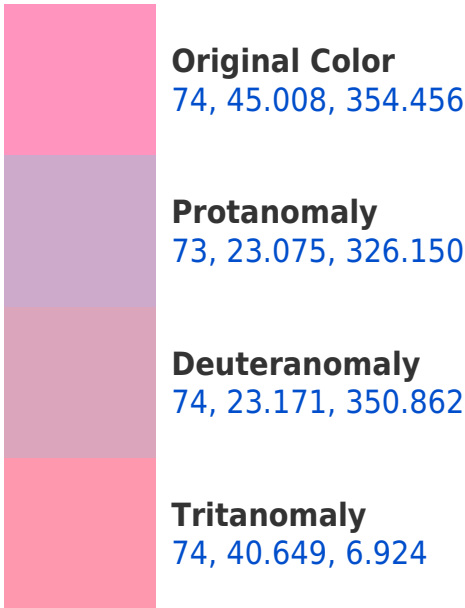 Original Color
74, 45.008, 354.456
Protanomaly
73, 23.075, 326.150
Deuteranomaly
74, 23.171, 350.862
Tritanomaly
74, 40.649, 6.924